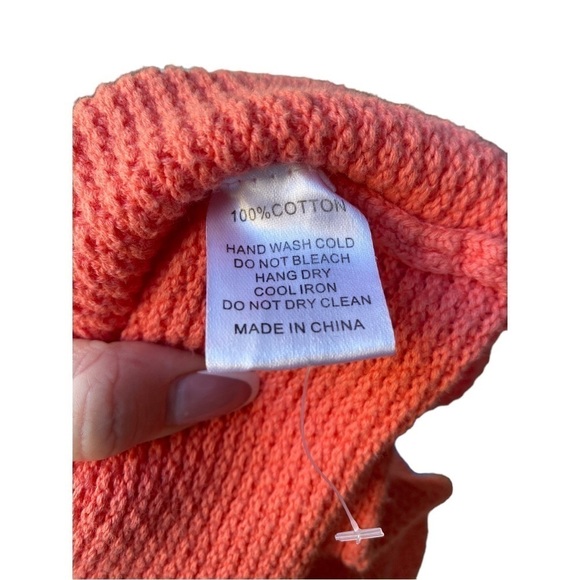 100%COTTON
HAND WASH COLD
DO NOT BLEACH
HANG DRY
COOL IRON
DO NOT DRY CLEAN
MADE IN CHINA